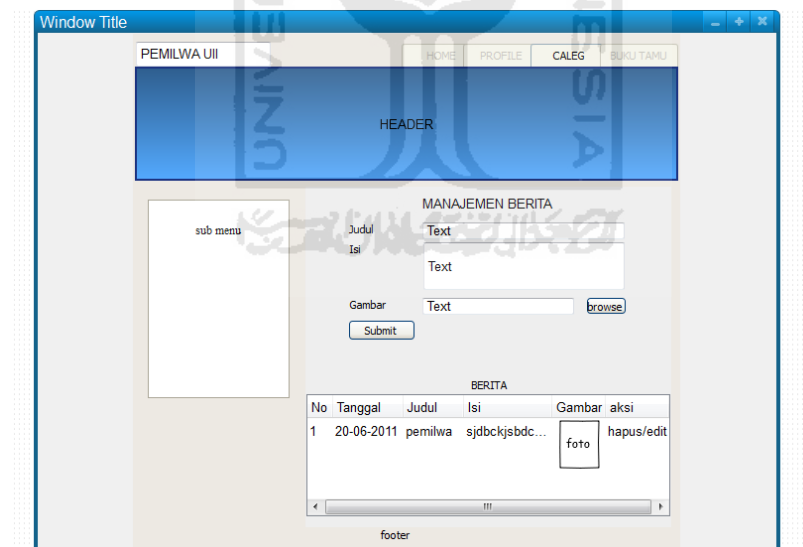 Window Title
PEMILWA UII
HOME PROFILE CALEG BUKU TAMU
HEADER
sub menu
MANAJEMEN BERITA
Judul Text
Isi
Text
Gambar Text browse
Submit
BERITA
No Tanggal Judul Isi Gambar aksi
1 20-06-2011 pemilwa sjdbckjsbdc... foto hapus/edit
footer